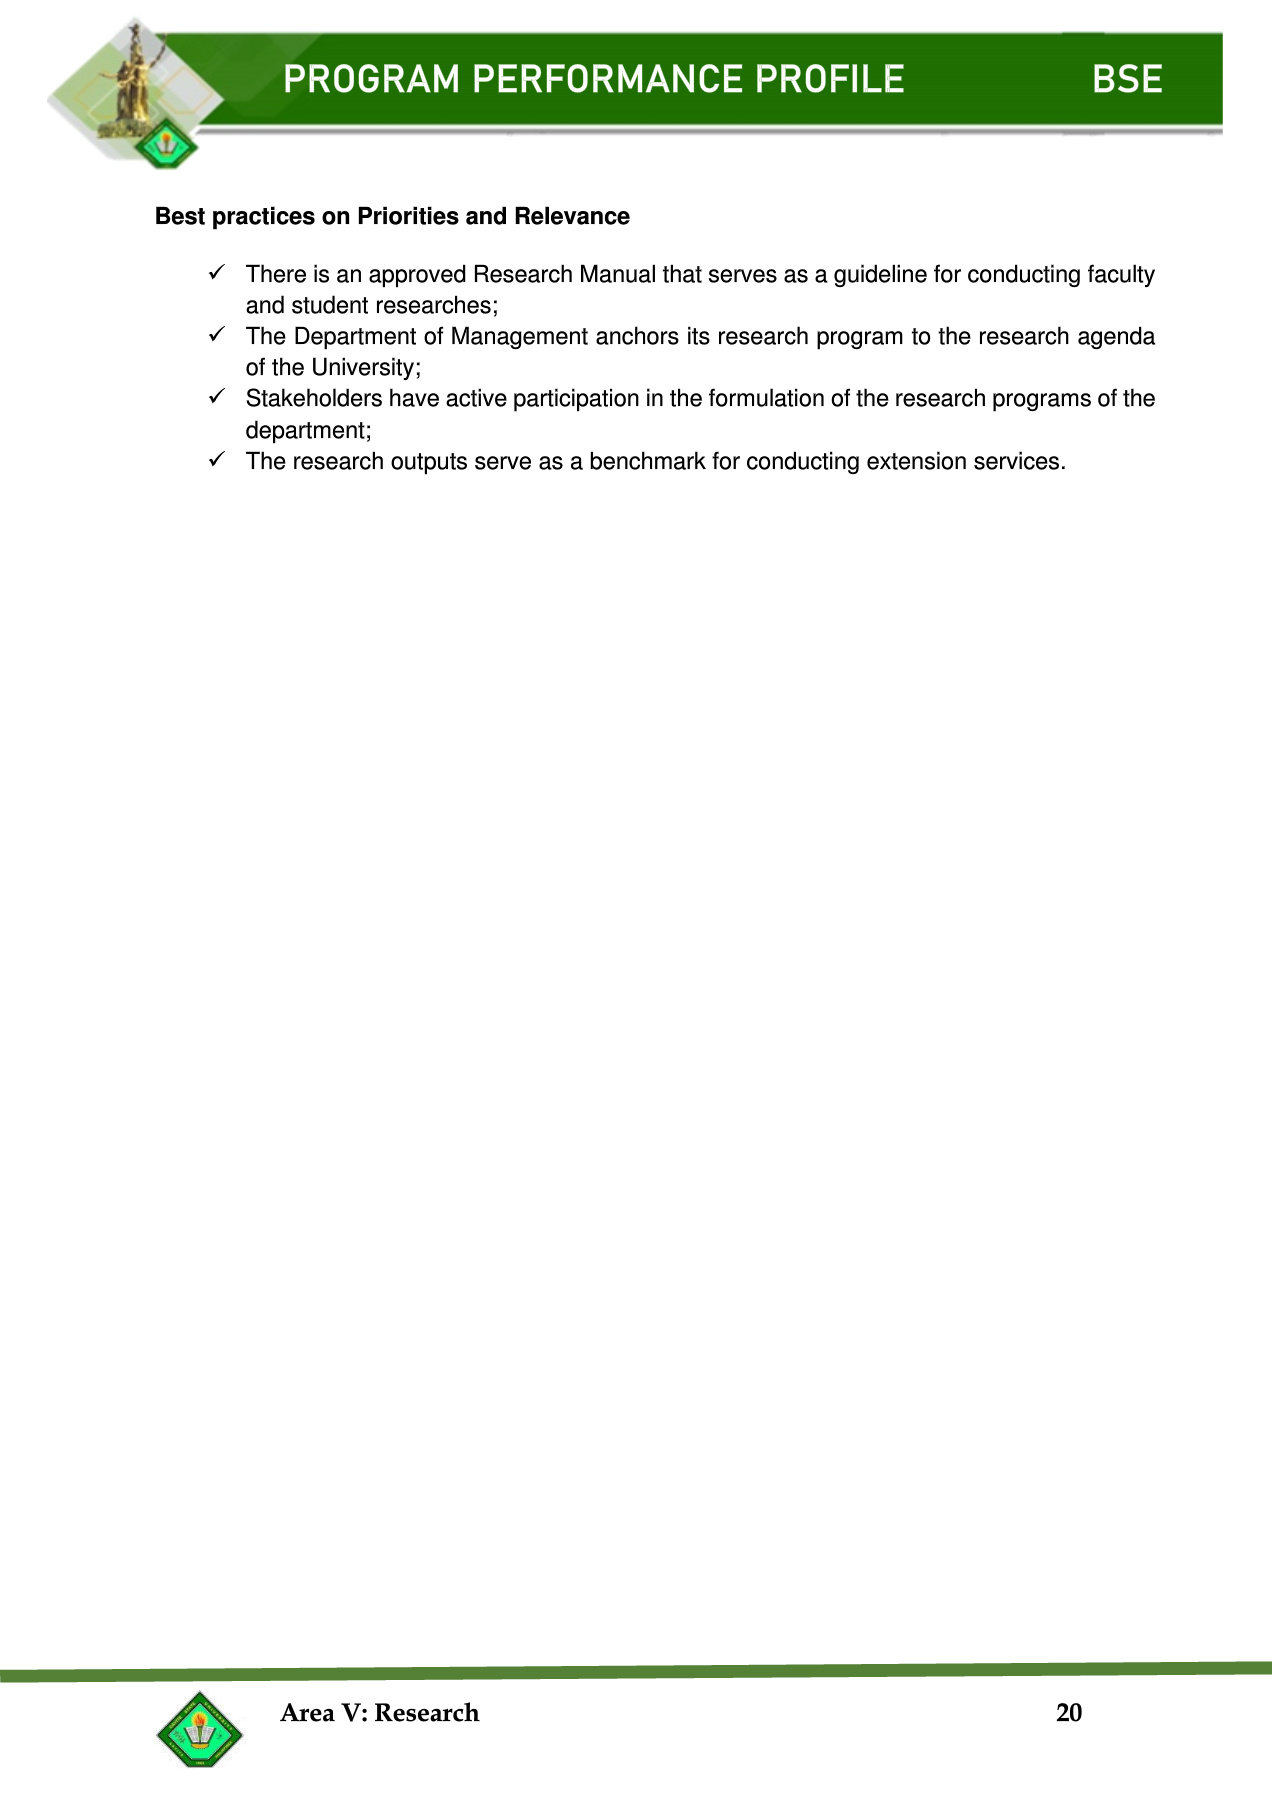 PROGRAM PERFORMANCE PROFILE BSE
Best practices on Priorities and Relevance
✓ There is an approved Research Manual that serves as a guideline for conducting faculty
and student researches;
✓ The Department of Management anchors its research program to the research agenda
of the University;
✓ Stakeholders have active participation in the formulation of the research programs of the
department;
✓ The research outputs serve as a benchmark for conducting extension services.
Area V: Research 20